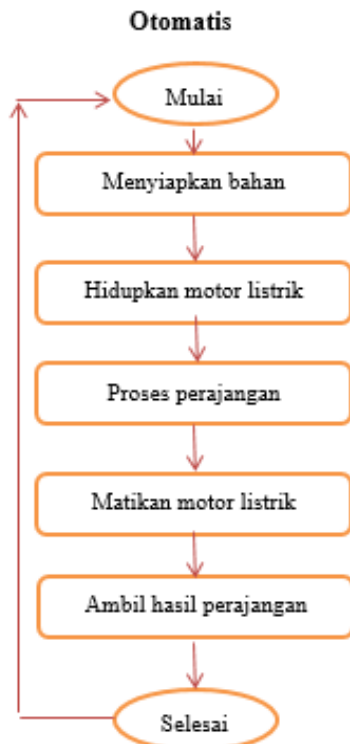 Otomatis
Mulai
Menyiapkan bahan
Hidupkan motor listrik
Proses perajangan
Matikan motor listrik
Ambil hasil perajangan
Selesai